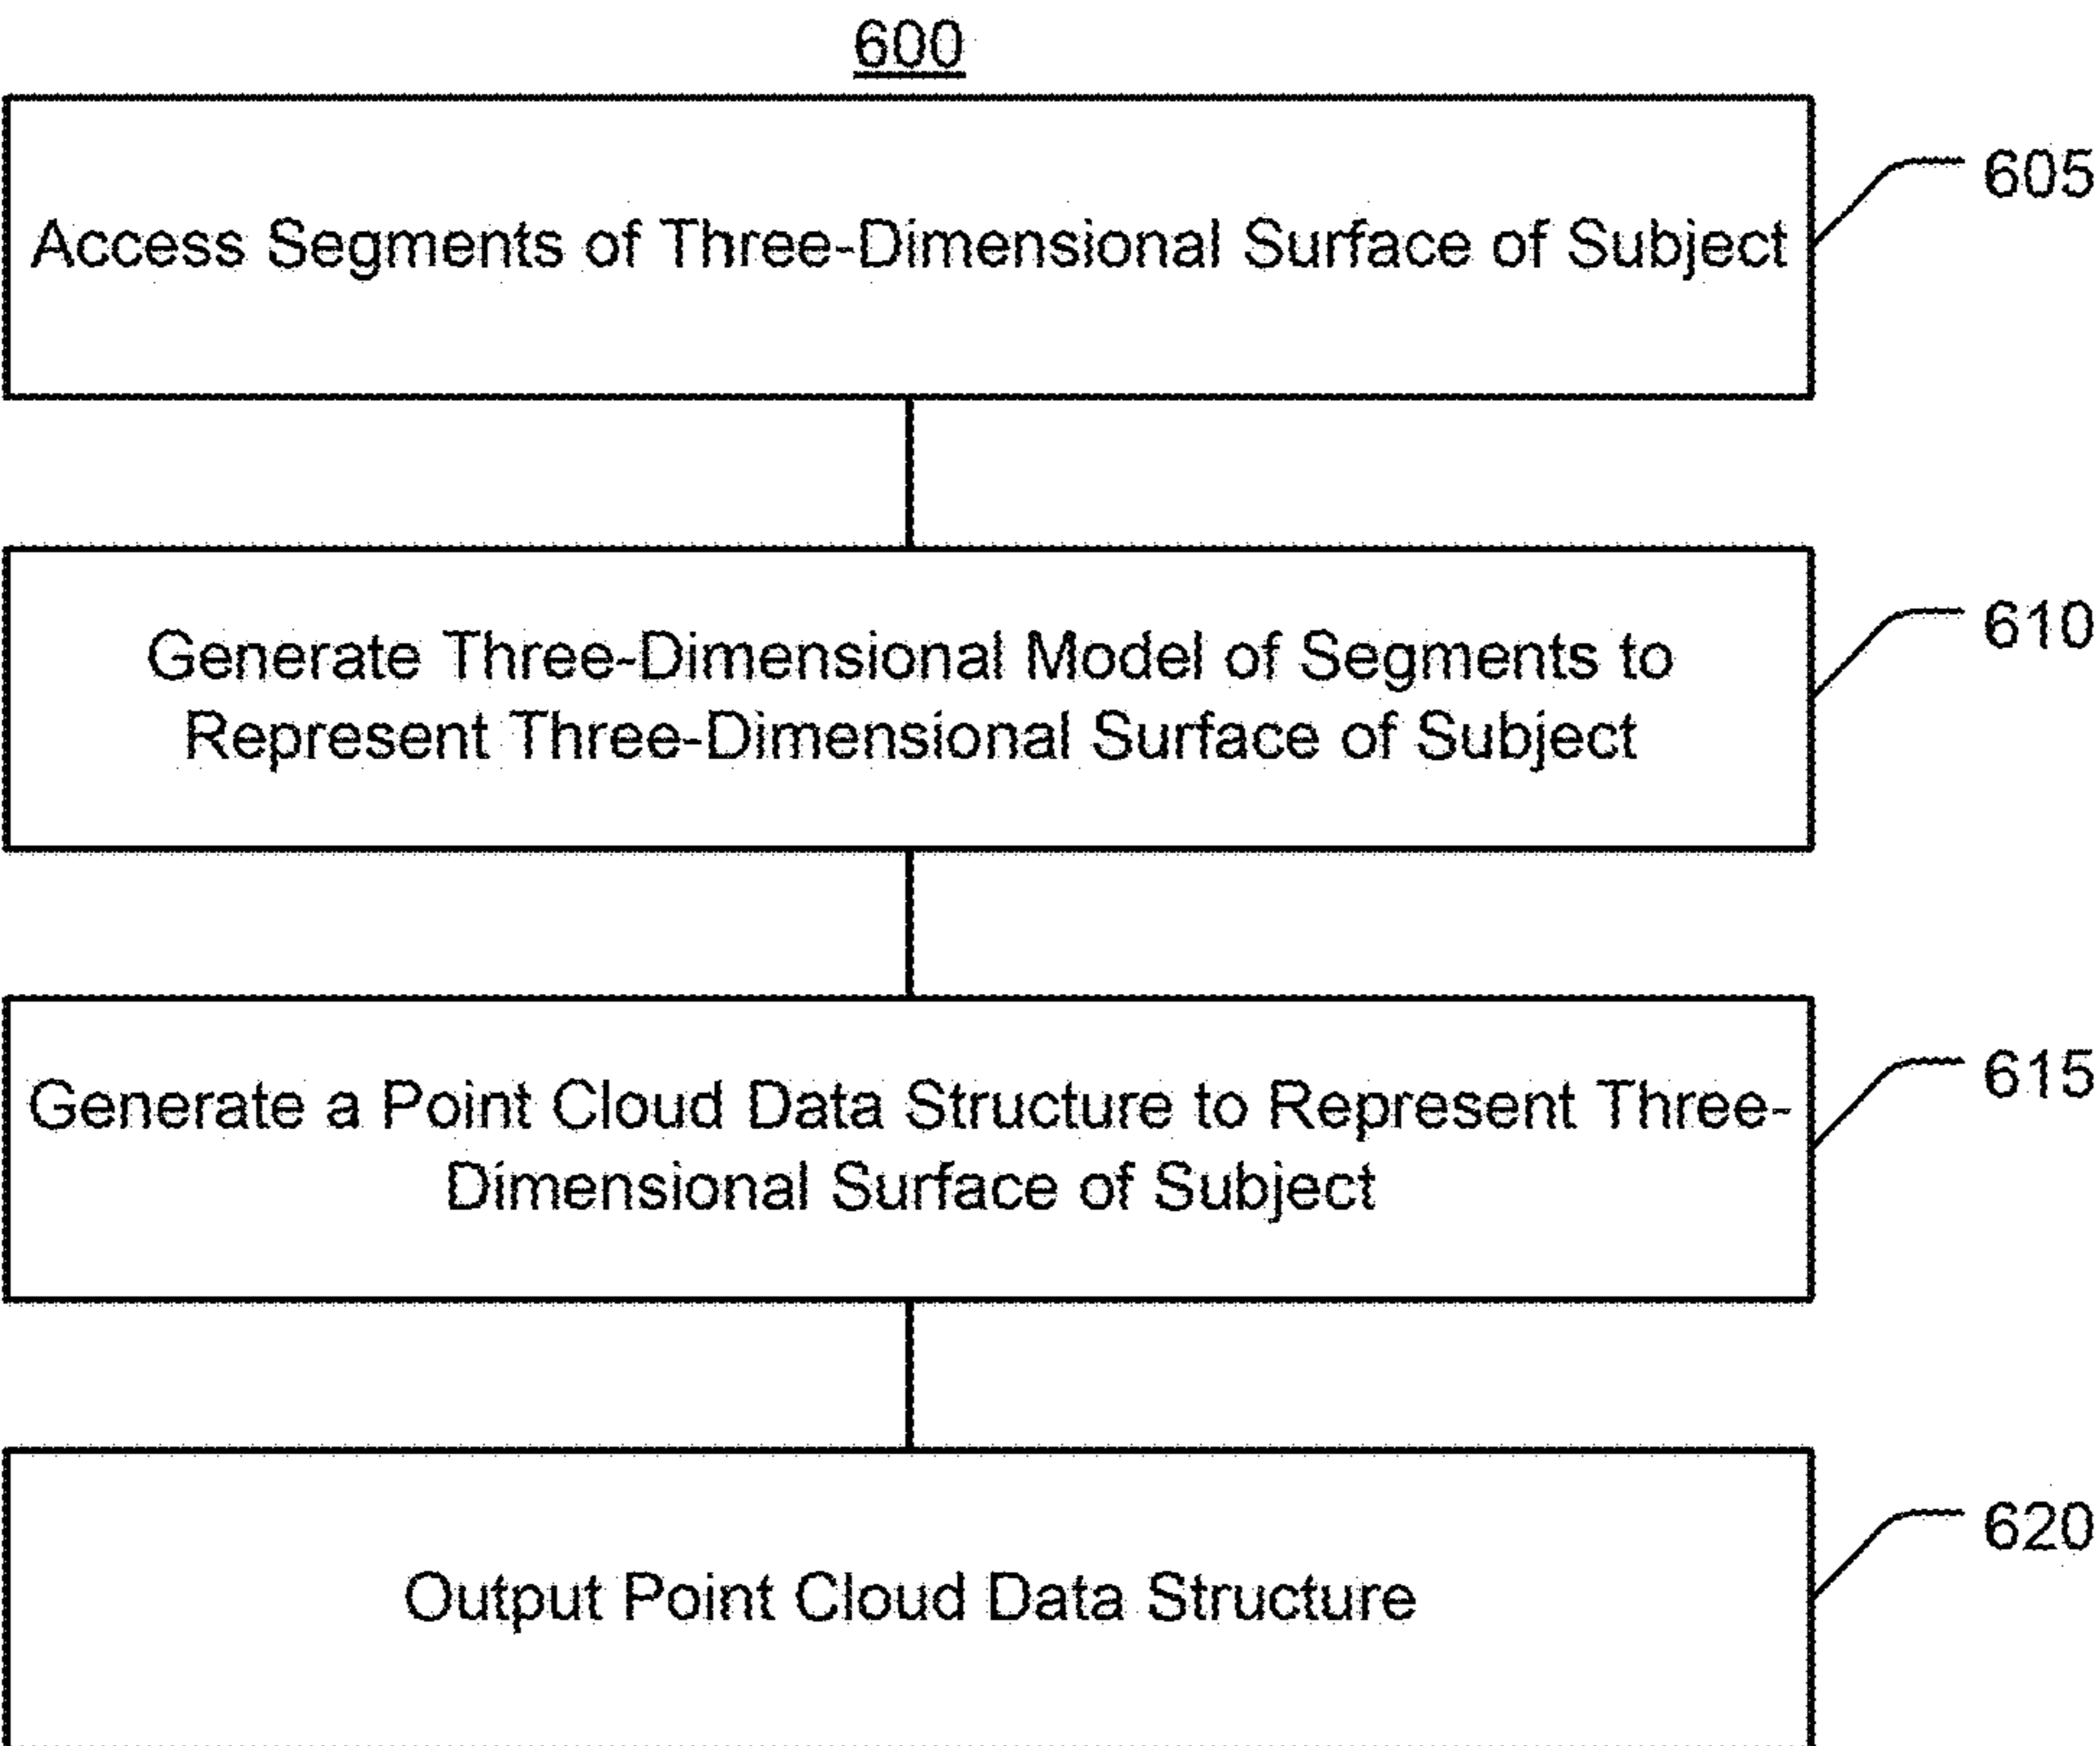 600
Access Segments of Three-Dimensional Surface of Subject
605
Generate Three-Dimensional Model of Segments to
Represent Three-Dimensional Surface of Subject
610
Generate a Point Cloud Data Structure to Represent Three-
Dimensional Surface of Subject
615
Output Point Cloud Data Structure
620